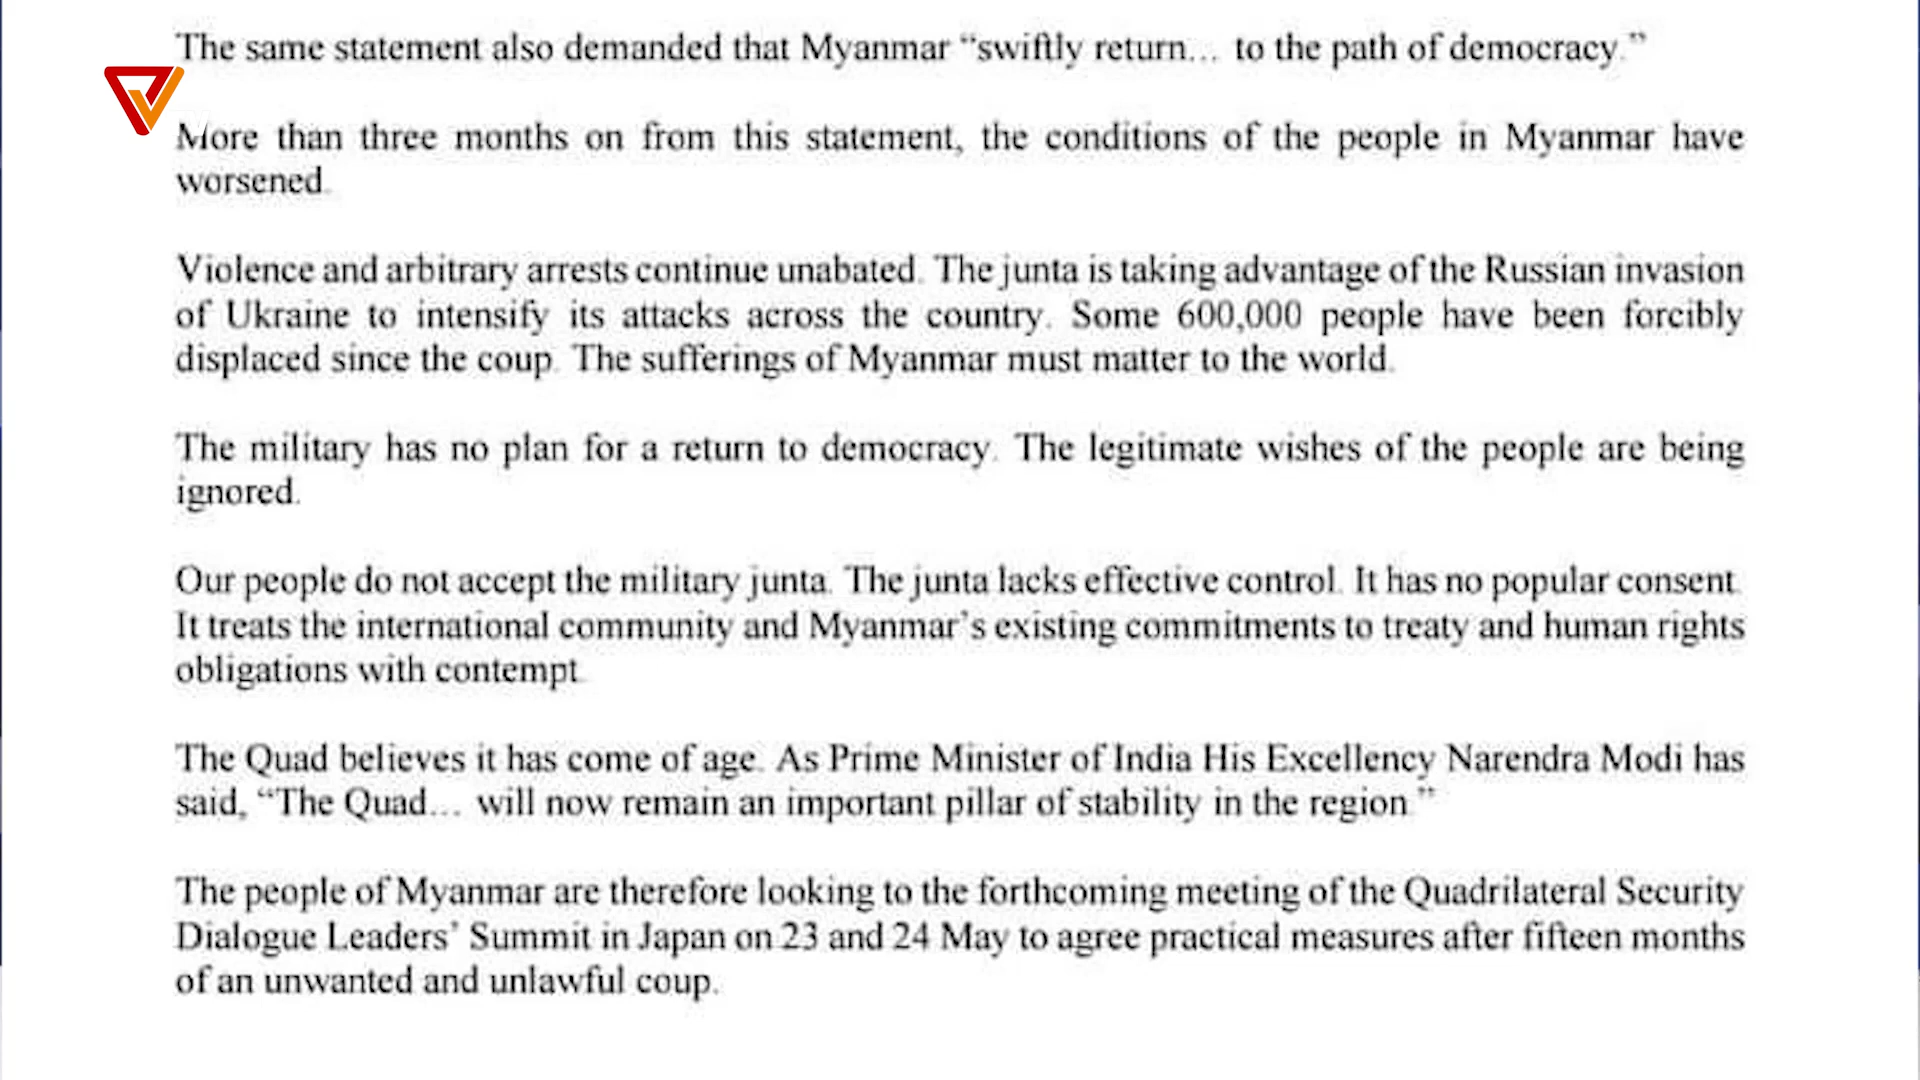 The same statement also demanded that Myanmar “swiftly return... to the path of democracy.”
More than three months on from this statement, the conditions of the people in Myanmar have
worsened.
Violence and arbitrary arrests continue unabated. The junta is taking advantage of the Russian invasion
of Ukraine to intensify its attacks across the country. Some 600,000 people have been forcibly
displaced since the coup. The sufferings of Myanmar must matter to the world.
The military has no plan for a return to democracy. The legitimate wishes of the people are being
ignored.
Our people do not accept the military junta. The junta lacks effective control. It has no popular consent.
It treats the international community and Myanmar’s existing commitments to treaty and human rights
obligations with contempt.
The Quad believes it has come of age. As Prime Minister of India His Excellency Narendra Modi has
said, “The Quad... will now remain an important pillar of stability in the region.”
The people of Myanmar are therefore looking to the forthcoming meeting of the Quadrilateral Security
Dialogue Leaders’ Summit in Japan on 23 and 24 May to agree practical measures after fifteen months
of an unwanted and unlawful coup.